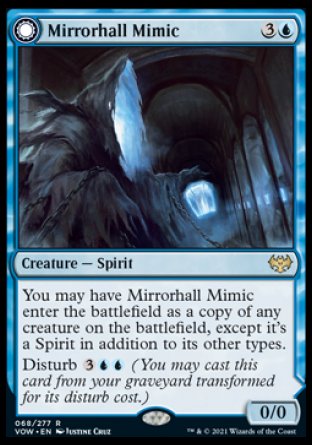 Mirrorhall Mimic 3
Creature — Spirit
You may have Mirrorhall Mimic
enter the battlefield as a copy of any
creature on the battlefield, except it's
a Spirit in addition to its other types.
Disturb 3 (You may cast this
card from your graveyard transformed
for its disturb cost.)
0/0
068/277 R
VOW • EN Justine Cruz
™ & © 2021 Wizards of the Coast